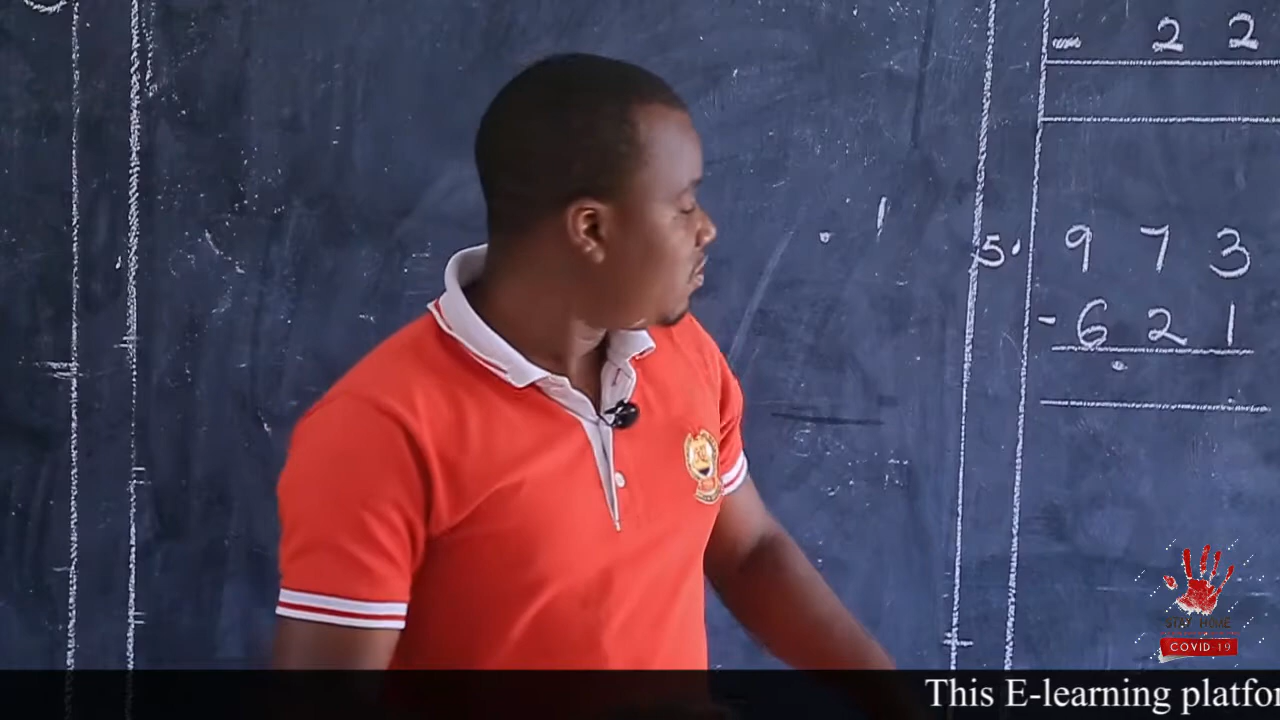 - 2 2
5. 9 7 3
- 6 2 1
STAY HOME
COVID-19
This E-learning platfor